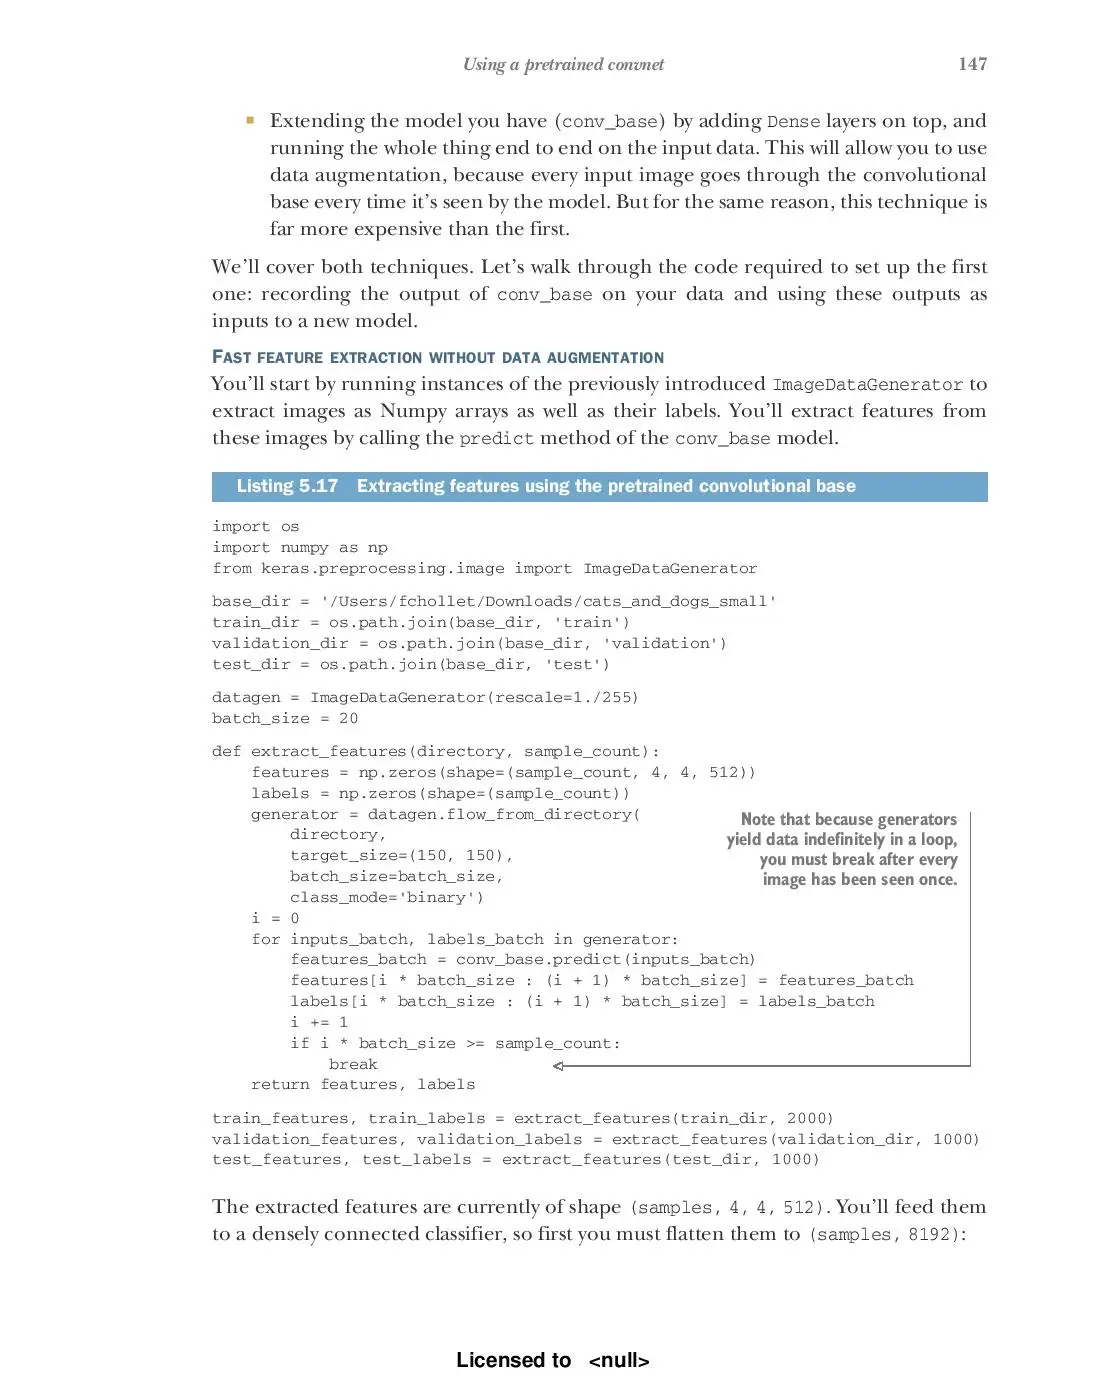 Using a pretrained convnet 147
▪ Extending the model you have (conv_base) by adding Dense layers on top, and
running the whole thing end to end on the input data. This will allow you to use
data augmentation, because every input image goes through the convolutional
base every time it's seen by the model. But for the same reason, this technique is
far more expensive than the first.
We'll cover both techniques. Let's walk through the code required to set up the first
one: recording the output of conv_base on your data and using these outputs as
inputs to a new model.
FAST FEATURE EXTRACTION WITHOUT DATA AUGMENTATION
You'll start by running instances of the previously introduced ImageDataGenerator to
extract images as Numpy arrays as well as their labels. You'll extract features from
these images by calling the predict method of the conv_base model.
Listing 5.17 Extracting features using the pretrained convolutional base
import os
import numpy as np
from keras.preprocessing.image import ImageDataGenerator
base_dir = '/Users/fchollet/Downloads/cats_and_dogs_small'
train_dir = os.path.join(base_dir, 'train')
validation_dir = os.path.join(base_dir, 'validation')
test_dir = os.path.join(base_dir, 'test')
datagen = ImageDataGenerator(rescale=1./255)
batch_size = 20
def extract_features(directory, sample_count):
    features = np.zeros(shape=(sample_count, 4, 4, 512))
    labels = np.zeros(shape=(sample_count))
    generator = datagen.flow_from_directory(
        directory,
        target_size=(150, 150),
        batch_size=batch_size,
        class_mode='binary')
    i = 0
    for inputs_batch, labels_batch in generator:
        features_batch = conv_base.predict(inputs_batch)
        features[i * batch_size : (i + 1) * batch_size] = features_batch
        labels[i * batch_size : (i + 1) * batch_size] = labels_batch
        i += 1
        if i * batch_size >= sample_count:
            break
    return features, labels
Note that because generators
yield data indefinitely in a loop,
you must break after every
image has been seen once.
train_features, train_labels = extract_features(train_dir, 2000)
validation_features, validation_labels = extract_features(validation_dir, 1000)
test_features, test_labels = extract_features(test_dir, 1000)
The extracted features are currently of shape (samples, 4, 4, 512). You'll feed them
to a densely connected classifier, so first you must flatten them to (samples, 8192):
Licensed to <null>